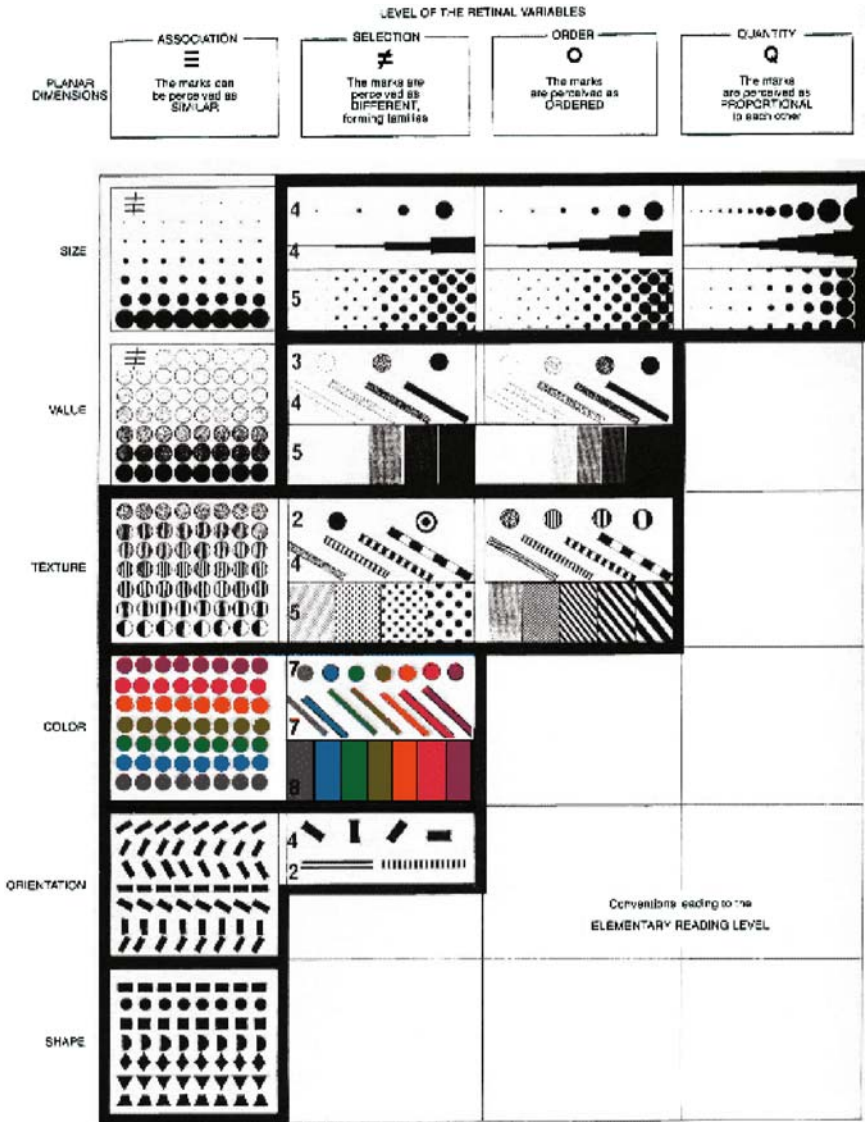 LEVEL OF THE RETINAL VARIABLES
PLANAR
DIMENSIONS
ASSOCIATION
≡
The marks can
be perceived as
SIMILAR
SELECTION
≠
The marks are
perceived as
DIFFERENT,
forming families
ORDER
O
The marks
are perceived as
ORDERED
QUANTITY
Q
The marks
are perceived as
PROPORTIONAL
to each other
SIZE
4
4
5
VALUE
3
4
5
TEXTURE
2
4
5
COLOR
7
7
8
ORIENTATION
4
2
Conventions leading to the
ELEMENTARY READING LEVEL
SHAPE